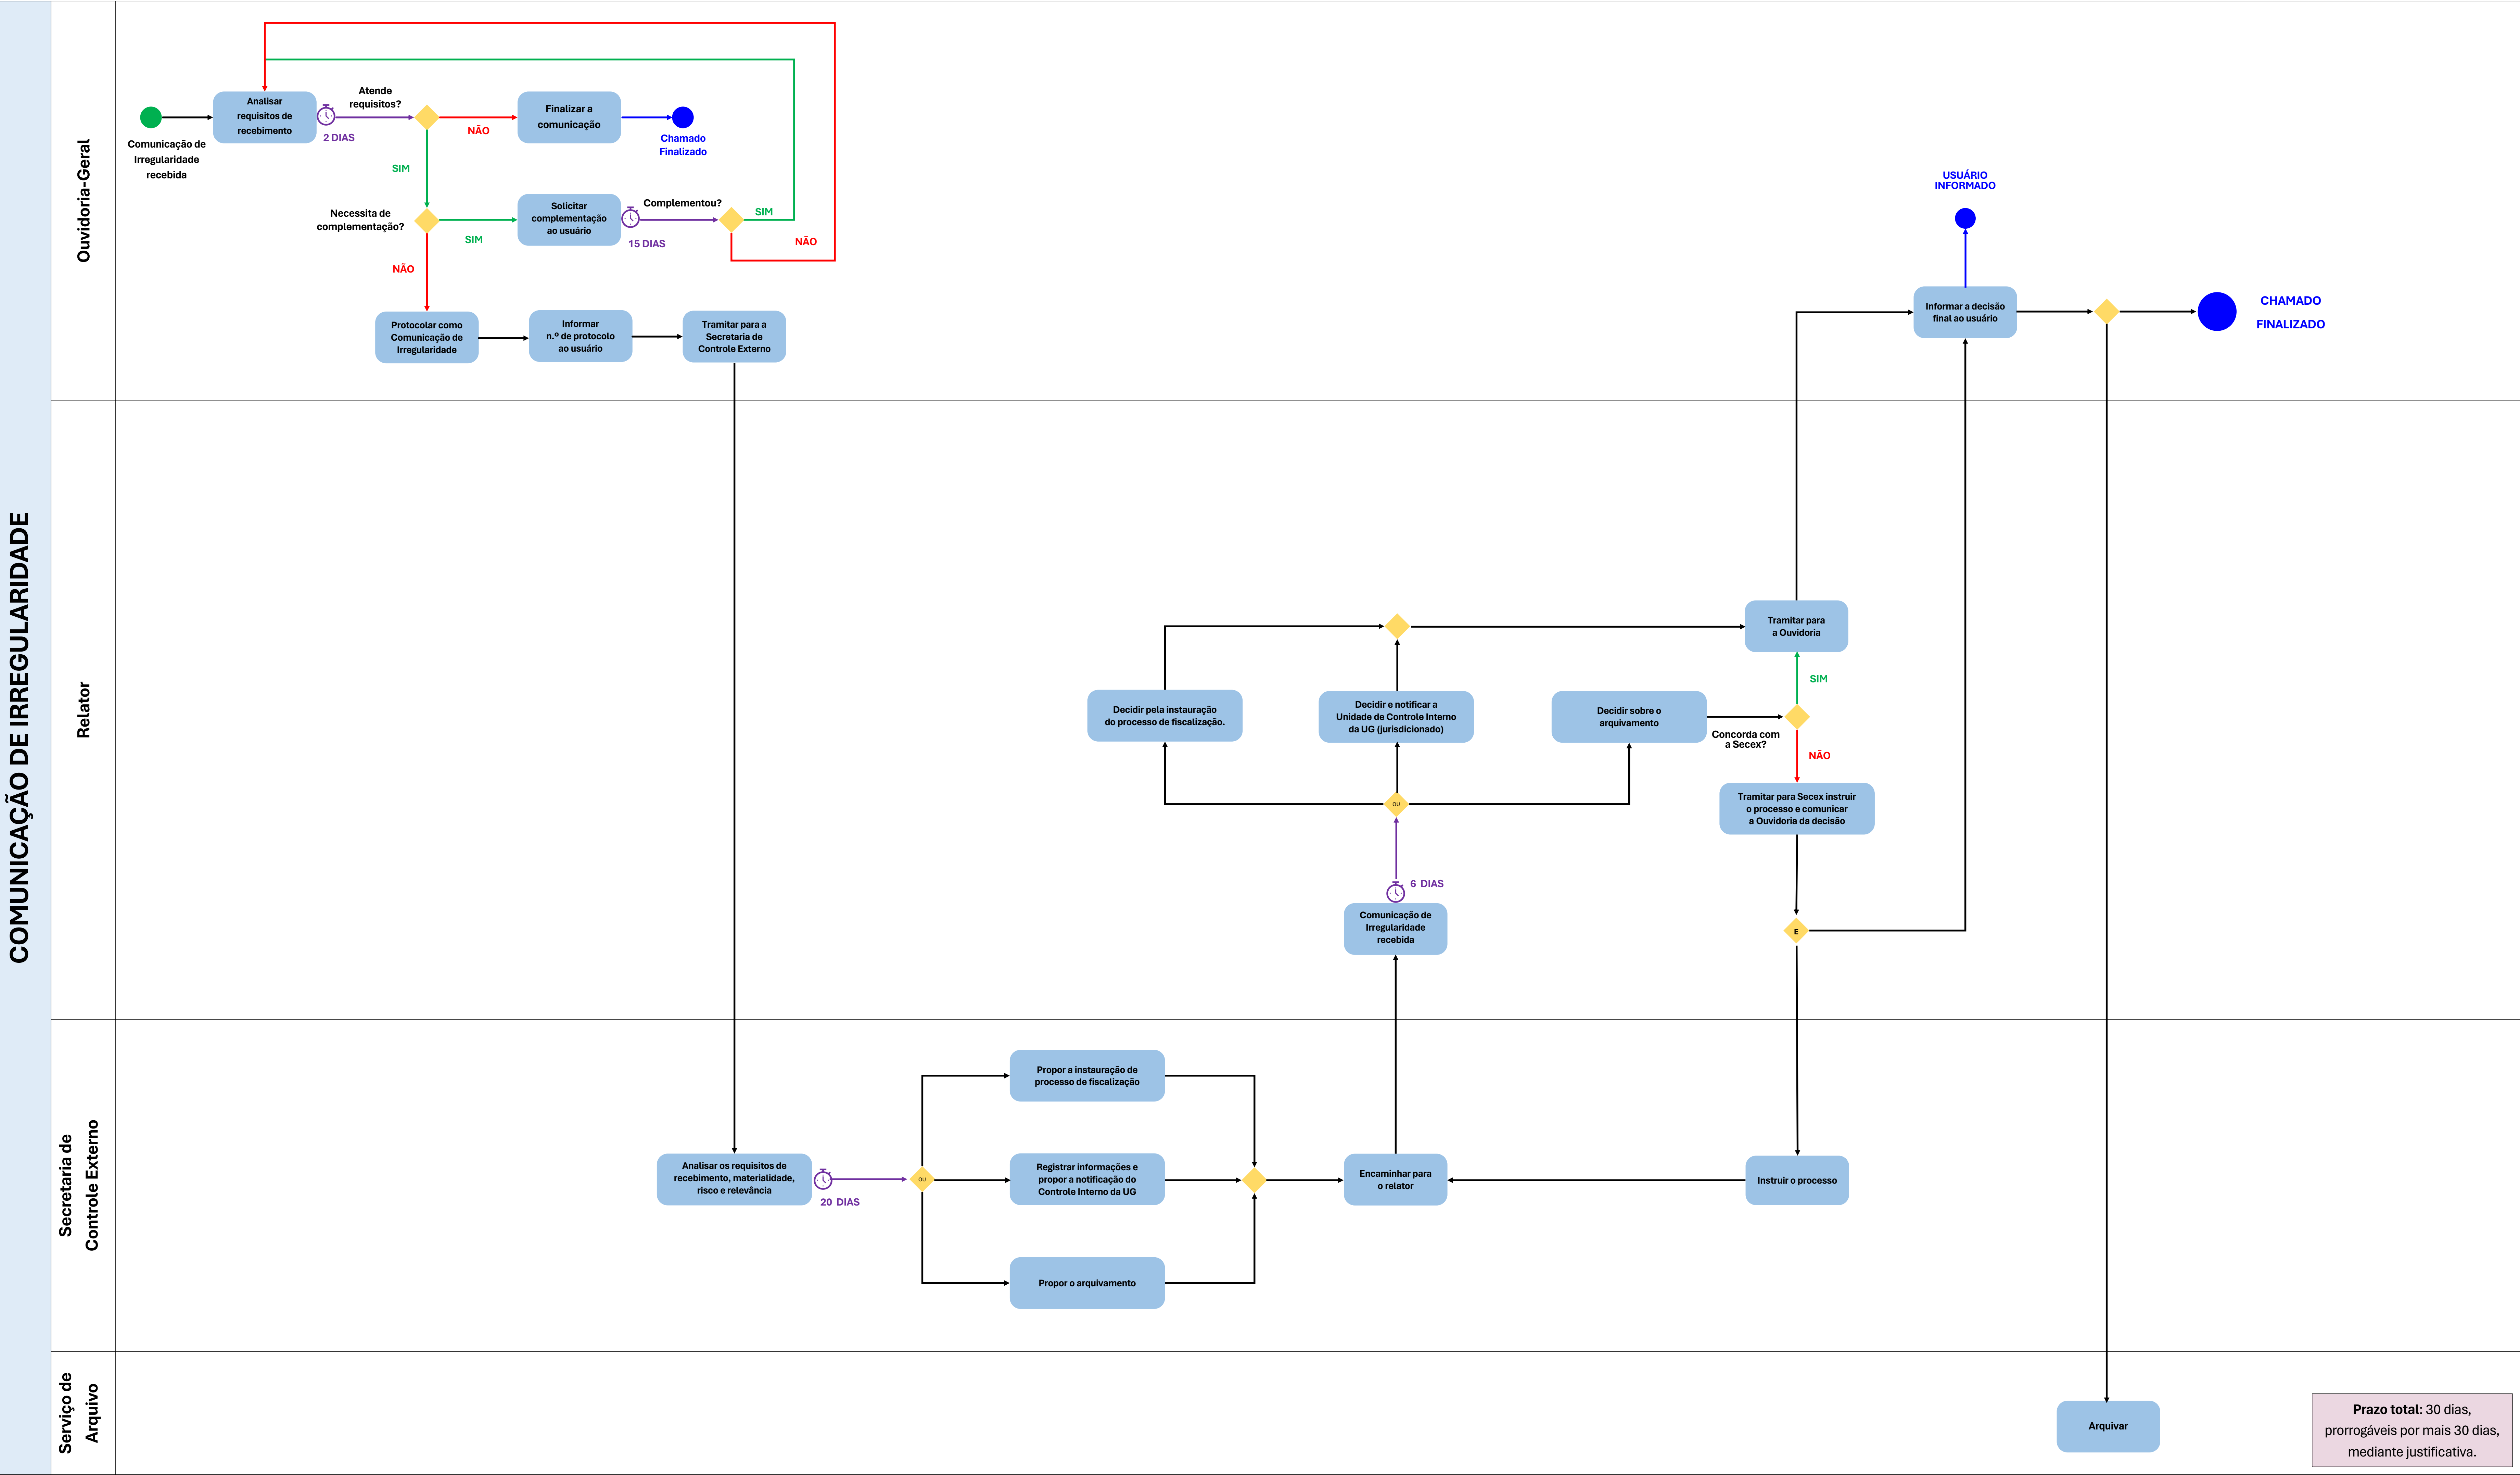 COMUNICAÇÃO DE IRREGULARIDADE
Ouvidoria-Geral
Comunicação de
Irregularidade
recebida
Analisar
requisitos de
recebimento
2 DIAS
Atende
requisitos?
NÃO
Finalizar a
comunicação
Chamado
Finalizado
SIM
Necessita de
complementação?
SIM
Solicitar
complementação
ao usuário
15 DIAS
Complementou?
SIM
NÃO
NÃO
Protocolar como
Comunicação de
Irregularidade
Informar
n.º de protocolo
ao usuário
Tramitar para a
Secretaria de
Controle Externo
USUÁRIO
INFORMADO
Informar a decisão
final ao usuário
CHAMADO
FINALIZADO
Relator
Tramitar para
a Ouvidoria
SIM
Decidir pela instauração
do processo de fiscalização.
Decidir e notificar a
Unidade de Controle Interno
da UG (jurisdicionado)
Decidir sobre o
arquivamento
Concorda com
a Secex?
NÃO
OU
Tramitar para Secex instruir
o processo e comunicar
a Ouvidoria da decisão
6 DIAS
Comunicação de
Irregularidade
recebida
E
Secretaria de
Controle Externo
Analisar os requisitos de
recebimento, materialidade,
risco e relevância
20 DIAS
OU
Propor a instauração de
processo de fiscalização
Registrar informações e
propor a notificação do
Controle Interno da UG
Propor o arquivamento
Encaminhar para
o relator
Instruir o processo
Serviço de
Arquivo
Arquivar
Prazo total: 30 dias,
prorrogáveis por mais 30 dias,
mediante justificativa.